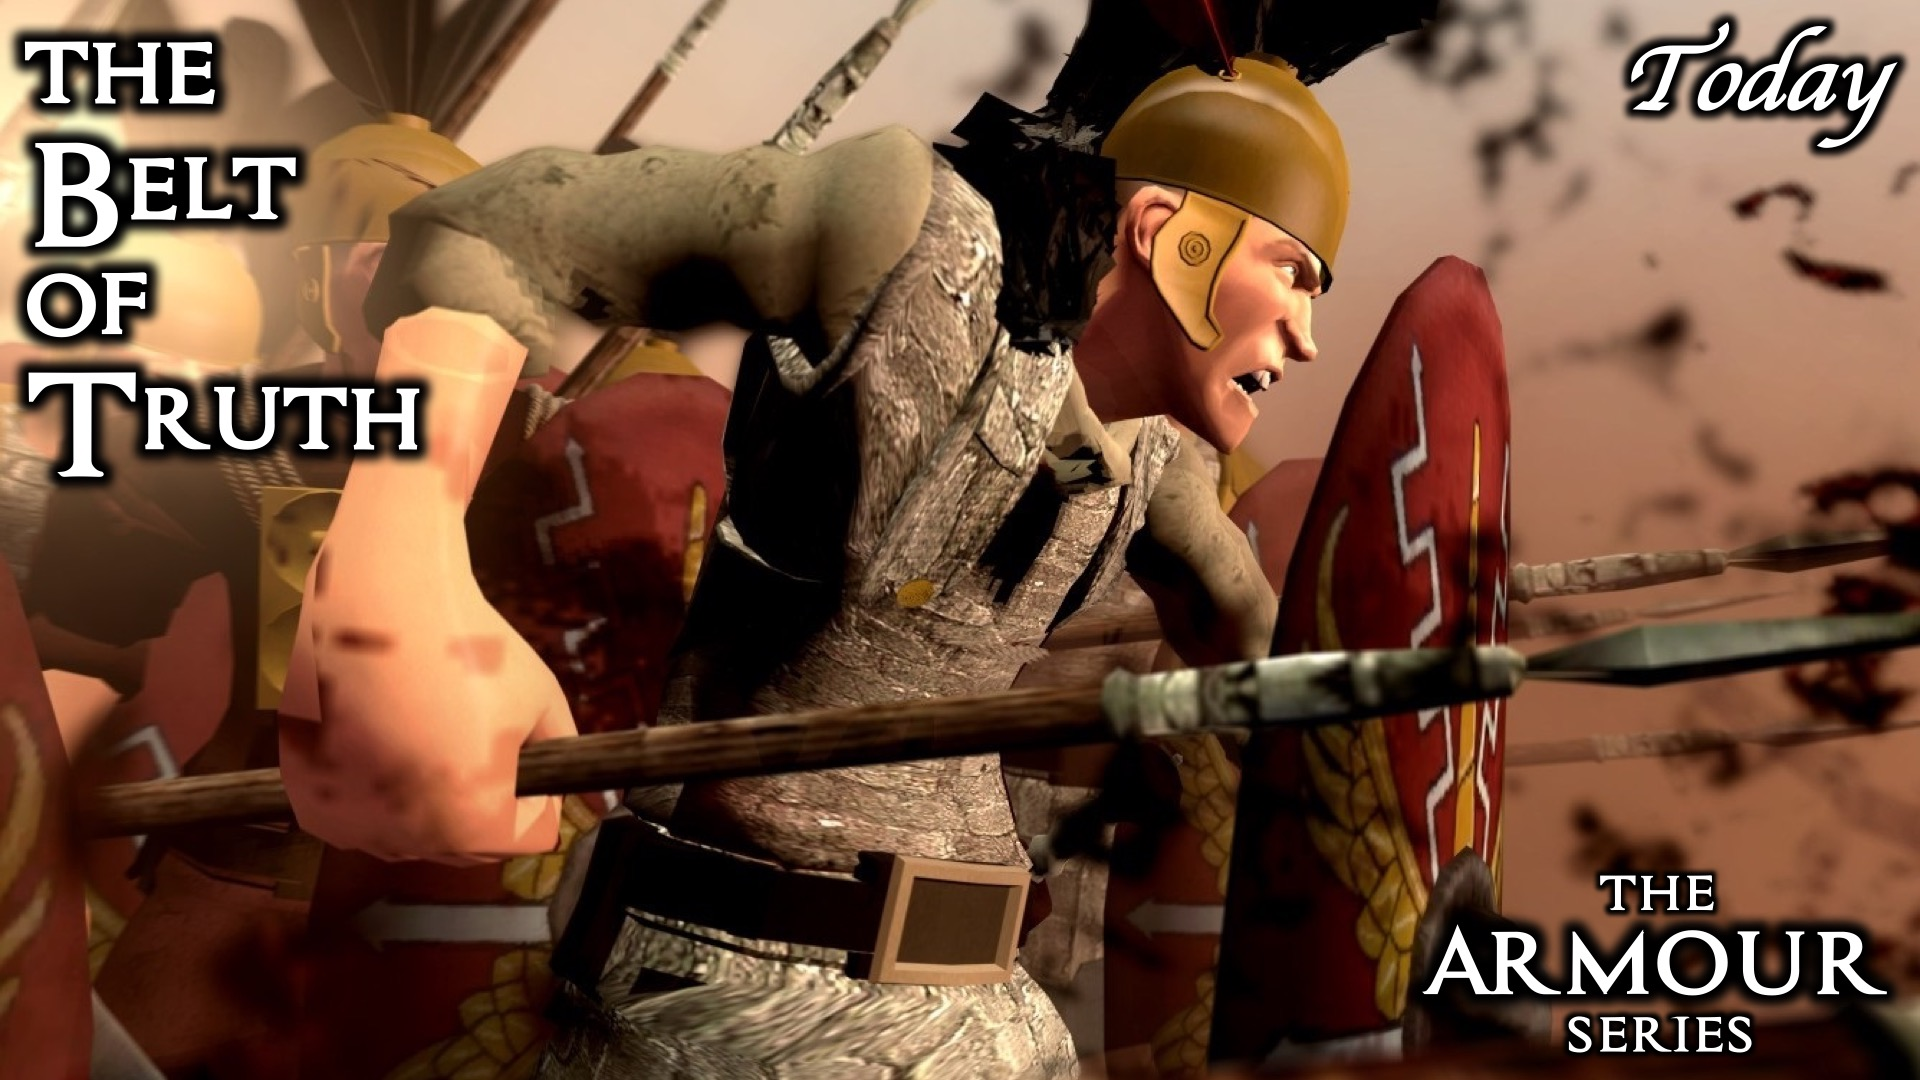 THE
BELT
OF
TRUTH
Today
THE
ARMOUR
SERIES